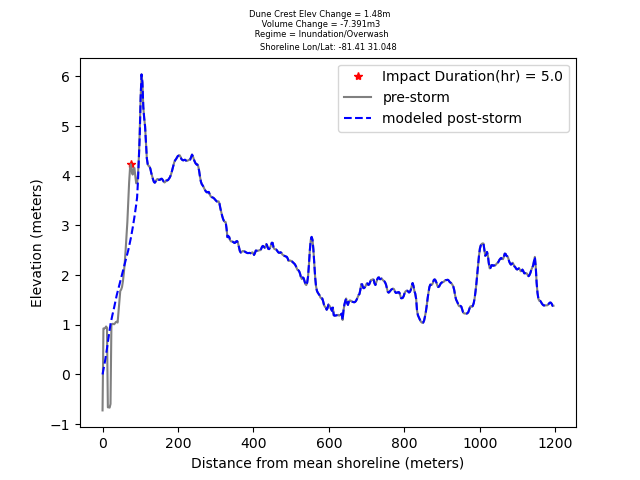 Dune Crest Elev Change = 1.48m
Volume Change = -7.391m3
Regime = Inundation/Overwash
Shoreline Lon/Lat: -81.41 31.048
Impact Duration(hr) = 5.0
pre-storm
modeled post-storm
6
5
4
3
2
1
0
−1
Elevation (meters)
0 200 400 600 800 1000 1200
Distance from mean shoreline (meters)